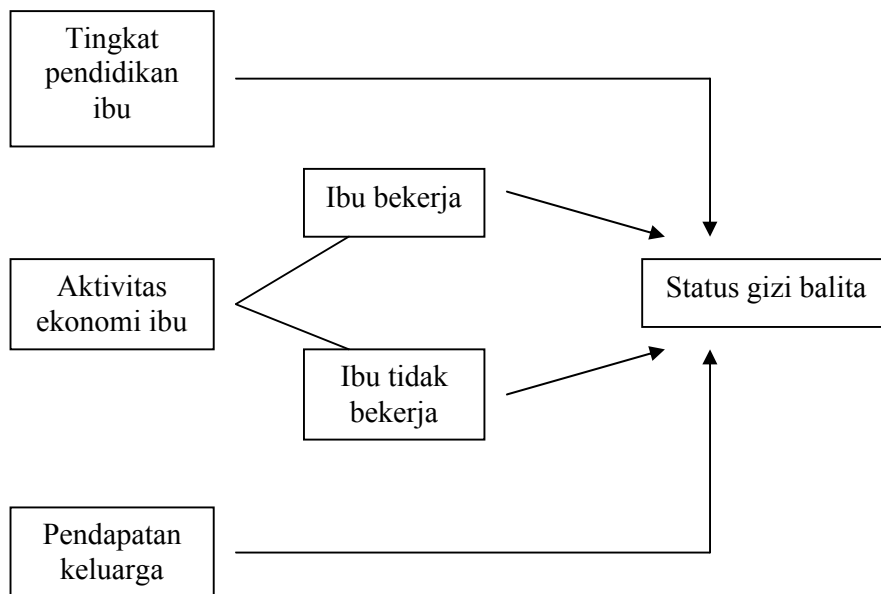 Tingkat
pendidikan
ibu
Ibu bekerja
Aktivitas
ekonomi ibu
Status gizi balita
Ibu tidak
bekerja
Pendapatan
keluarga